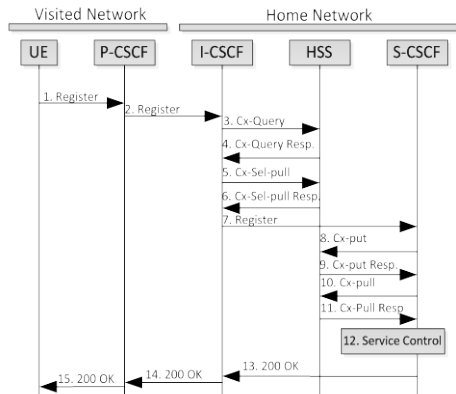 Visited Network
Home Network
UE
P-CSCF
I-CSCF
HSS
S-CSCF
1. Register
2. Register
3. Cx-Query
4. Cx-Query Resp.
5. Cx-Sel-pull
6. Cx-Sel-pull Resp.
7. Register
8. Cx-put
9. Cx-put Resp.
10. Cx-pull
11. Cx-Pull Resp
12. Service Control
13. 200 OK
14. 200 OK
15. 200 OK